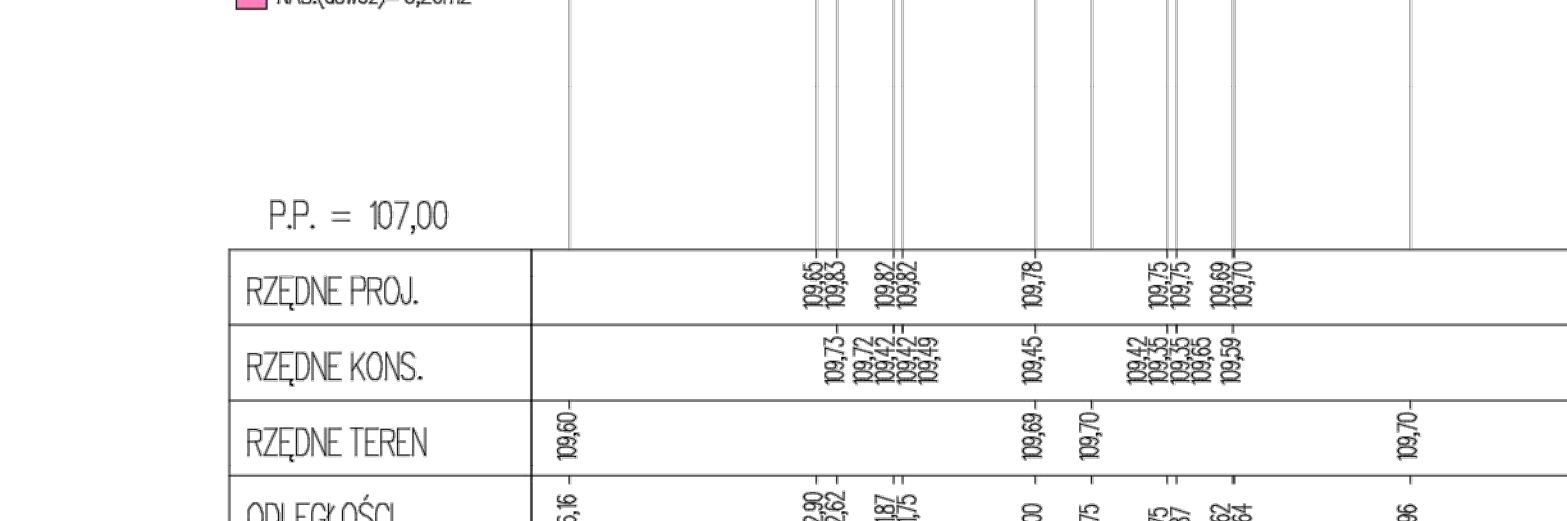 P.P. = 107,00
RZĘDNE PROJ. 109,65 109,83 109,82 109,82 109,78 109,75 109,75 109,69 109,70
RZĘDNE KONS. 109,73 109,72 109,42 109,42 109,49 109,45 109,42 109,35 109,35 109,65 109,59
RZĘDNE TEREN 109,60 109,69 109,70 109,70
ODLEGŁOŚCI